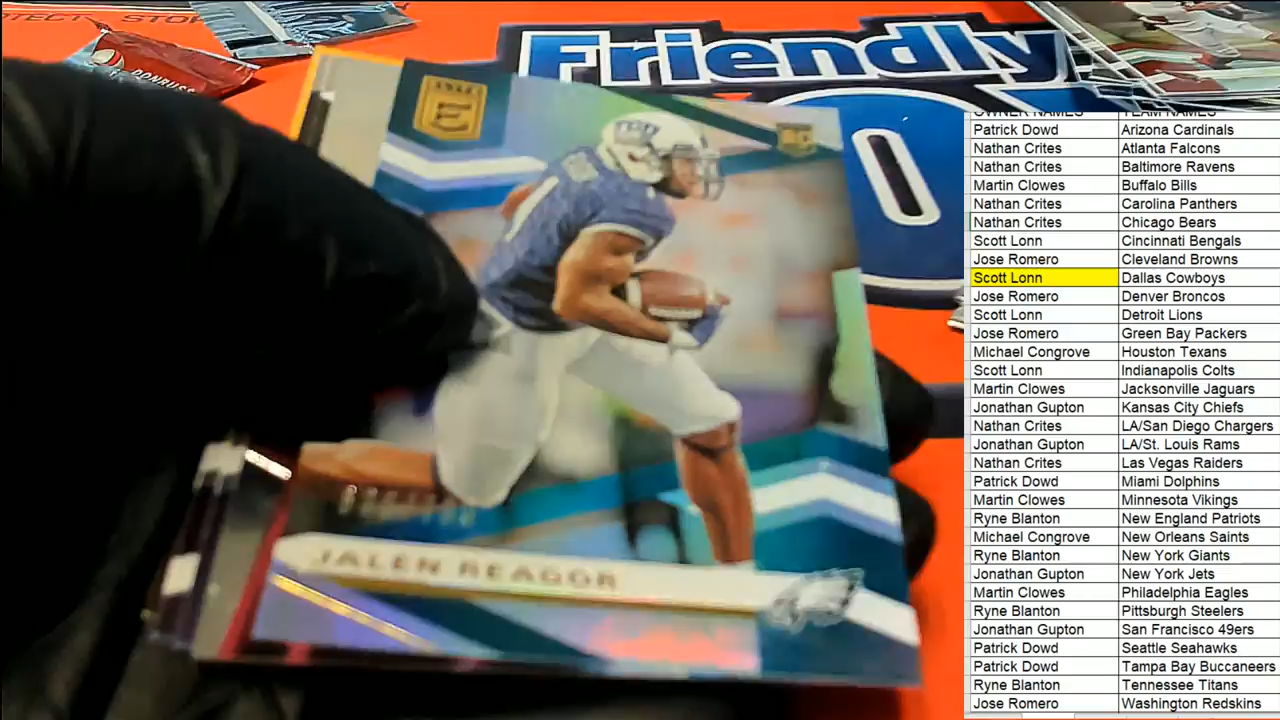 PROTECT STOP
DONRUSS
Friendly
E
RC
TCU
JALEN REAGOR
OWNER NAMES TEAM NAMES
Patrick Dowd Arizona Cardinals
Nathan Crites Atlanta Falcons
Nathan Crites Baltimore Ravens
Martin Clowes Buffalo Bills
Nathan Crites Carolina Panthers
Nathan Crites Chicago Bears
Scott Lonn Cincinnati Bengals
Jose Romero Cleveland Browns
Scott Lonn Dallas Cowboys
Jose Romero Denver Broncos
Scott Lonn Detroit Lions
Jose Romero Green Bay Packers
Michael Congrove Houston Texans
Scott Lonn Indianapolis Colts
Martin Clowes Jacksonville Jaguars
Jonathan Gupton Kansas City Chiefs
Nathan Crites LA/San Diego Chargers
Jonathan Gupton LA/St. Louis Rams
Nathan Crites Las Vegas Raiders
Patrick Dowd Miami Dolphins
Martin Clowes Minnesota Vikings
Ryne Blanton New England Patriots
Michael Congrove New Orleans Saints
Ryne Blanton New York Giants
Jonathan Gupton New York Jets
Martin Clowes Philadelphia Eagles
Ryne Blanton Pittsburgh Steelers
Jonathan Gupton San Francisco 49ers
Patrick Dowd Seattle Seahawks
Patrick Dowd Tampa Bay Buccaneers
Ryne Blanton Tennessee Titans
Jose Romero Washington Redskins